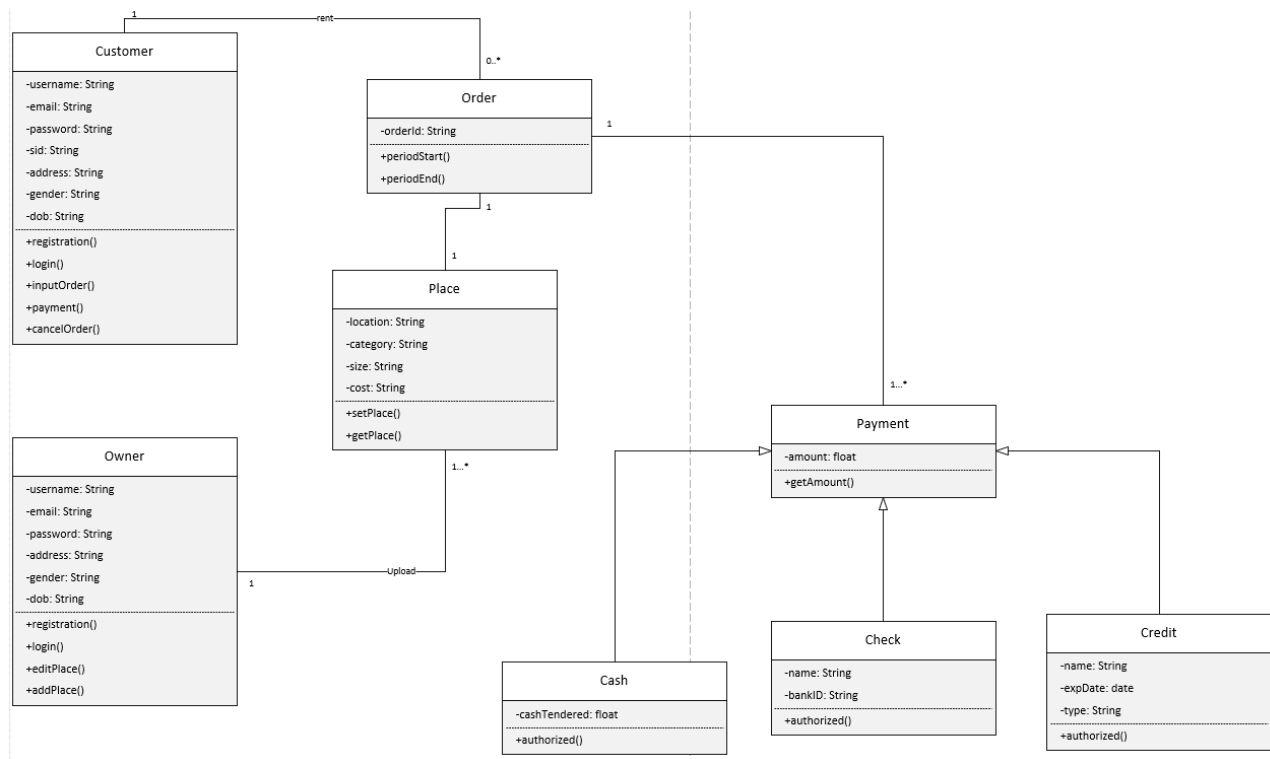 1
rent
0..*
Customer
-username: String
-email: String
-password: String
-sid: String
-address: String
-gender: String
-dob: String
+registration()
+login()
+inputOrder()
+payment()
+cancelOrder()
Order
-orderId: String
+periodStart()
+periodEnd()
1
1
1
Place
-location: String
-category: String
-size: String
-cost: String
+setPlace()
+getPlace()
1...*
Owner
-username: String
-email: String
-password: String
-address: String
-gender: String
-dob: String
+registration()
+login()
+editPlace()
+addPlace()
1
Upload
1...*
Payment
-amount: float
+getAmount()
Cash
-cashTendered: float
+authorized()
Check
-name: String
-bankID: String
+authorized()
Credit
-name: String
-expDate: date
-type: String
+authorized()